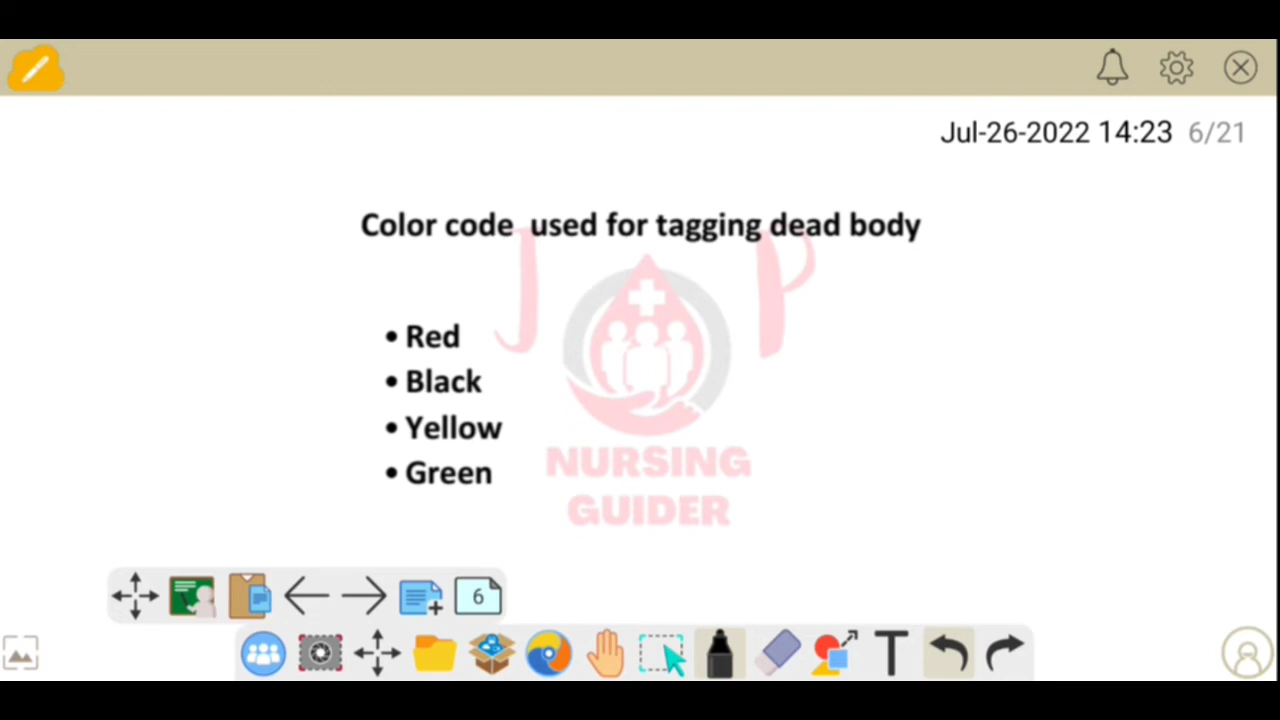 Jul-26-2022 14:23 6/21
Color code used for tagging dead body
J P
• Red
• Black
• Yellow
• Green
NURSING
GUIDER
6
T